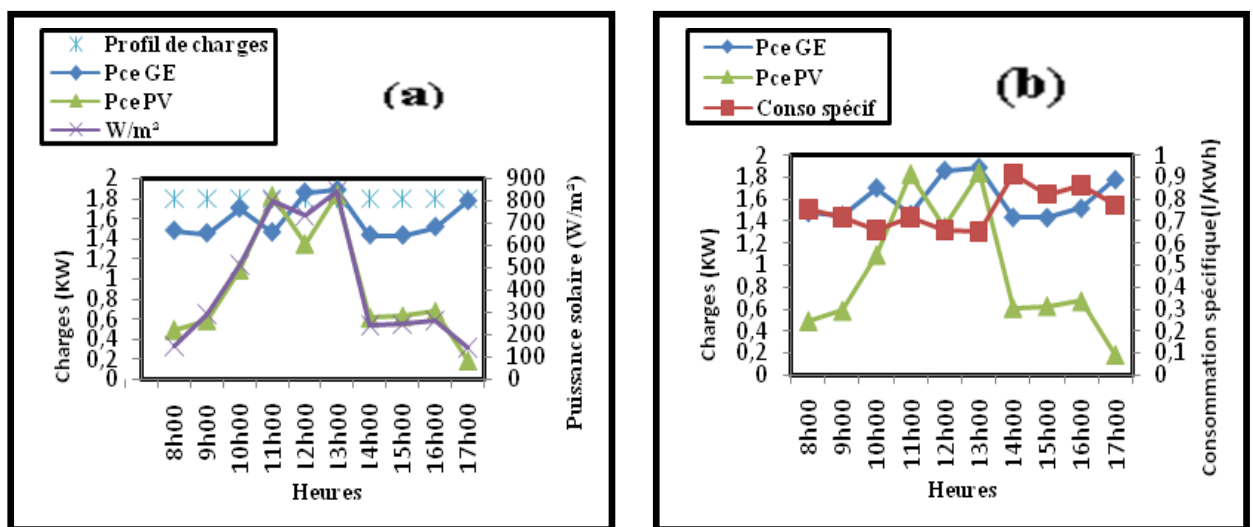 Profil de charges
Pce GE
Pce PV
W/m²
(a)
Charges (KW)
2
1,8
1,6
1,4
1,2
1
0,8
0,6
0,4
0,2
0
900
800
700
600
500
400
300
200
100
0
Puissance solaire (W/m²)
8h00
9h00
10h00
11h00
12h00
13h00
14h00
15h00
16h00
17h00
Heures
Pce GE
Pce PV
Conso spécif
(b)
Charges (KW)
2
1,8
1,6
1,4
1,2
1
0,8
0,6
0,4
0,2
0
1
0,9
0,8
0,7
0,6
0,5
0,4
0,3
0,2
0,1
0
Consommation spécifique(l/KWh)
8h00
9h00
10h00
11h00
12h00
13h00
14h00
15h00
16h00
17h00
Heures